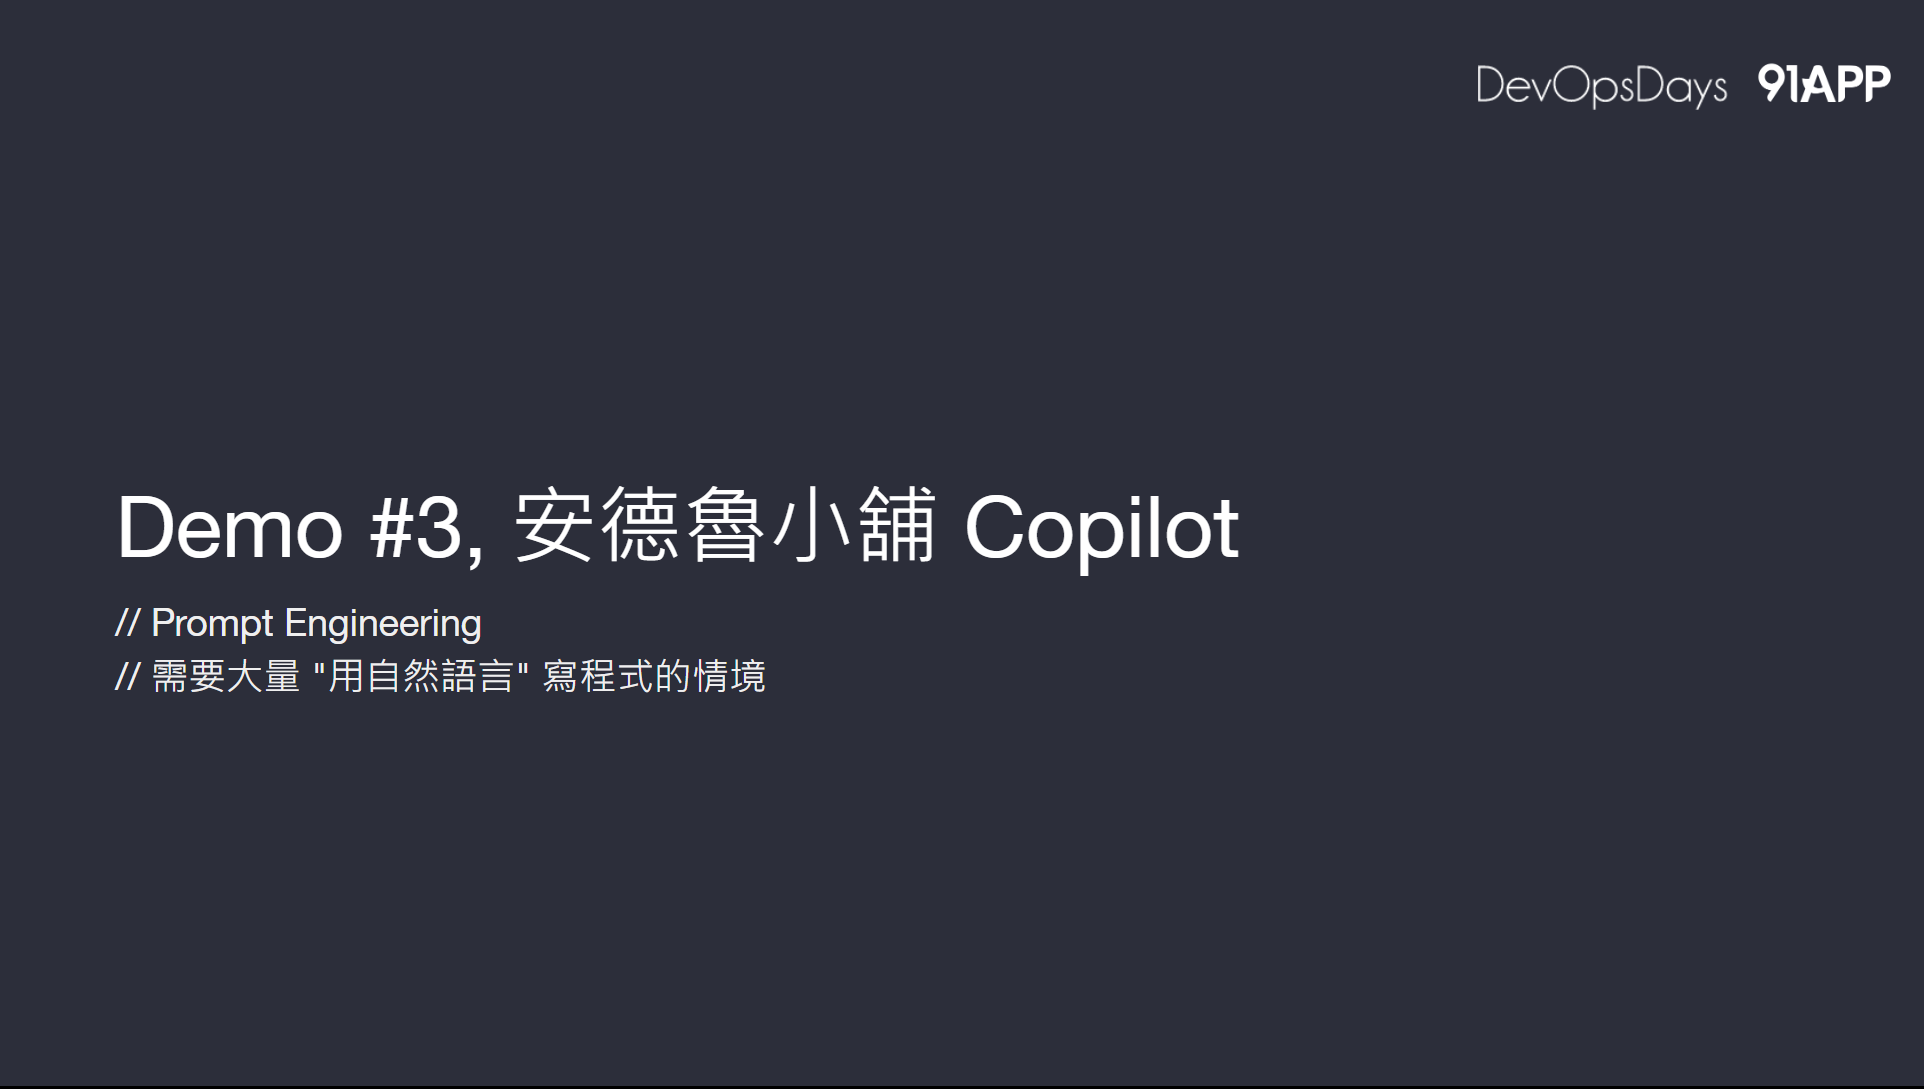 DevOpsDays 91APP
Demo #3, 安德魯小舖 Copilot
// Prompt Engineering
// 需要大量 "用自然語言" 寫程式的情境